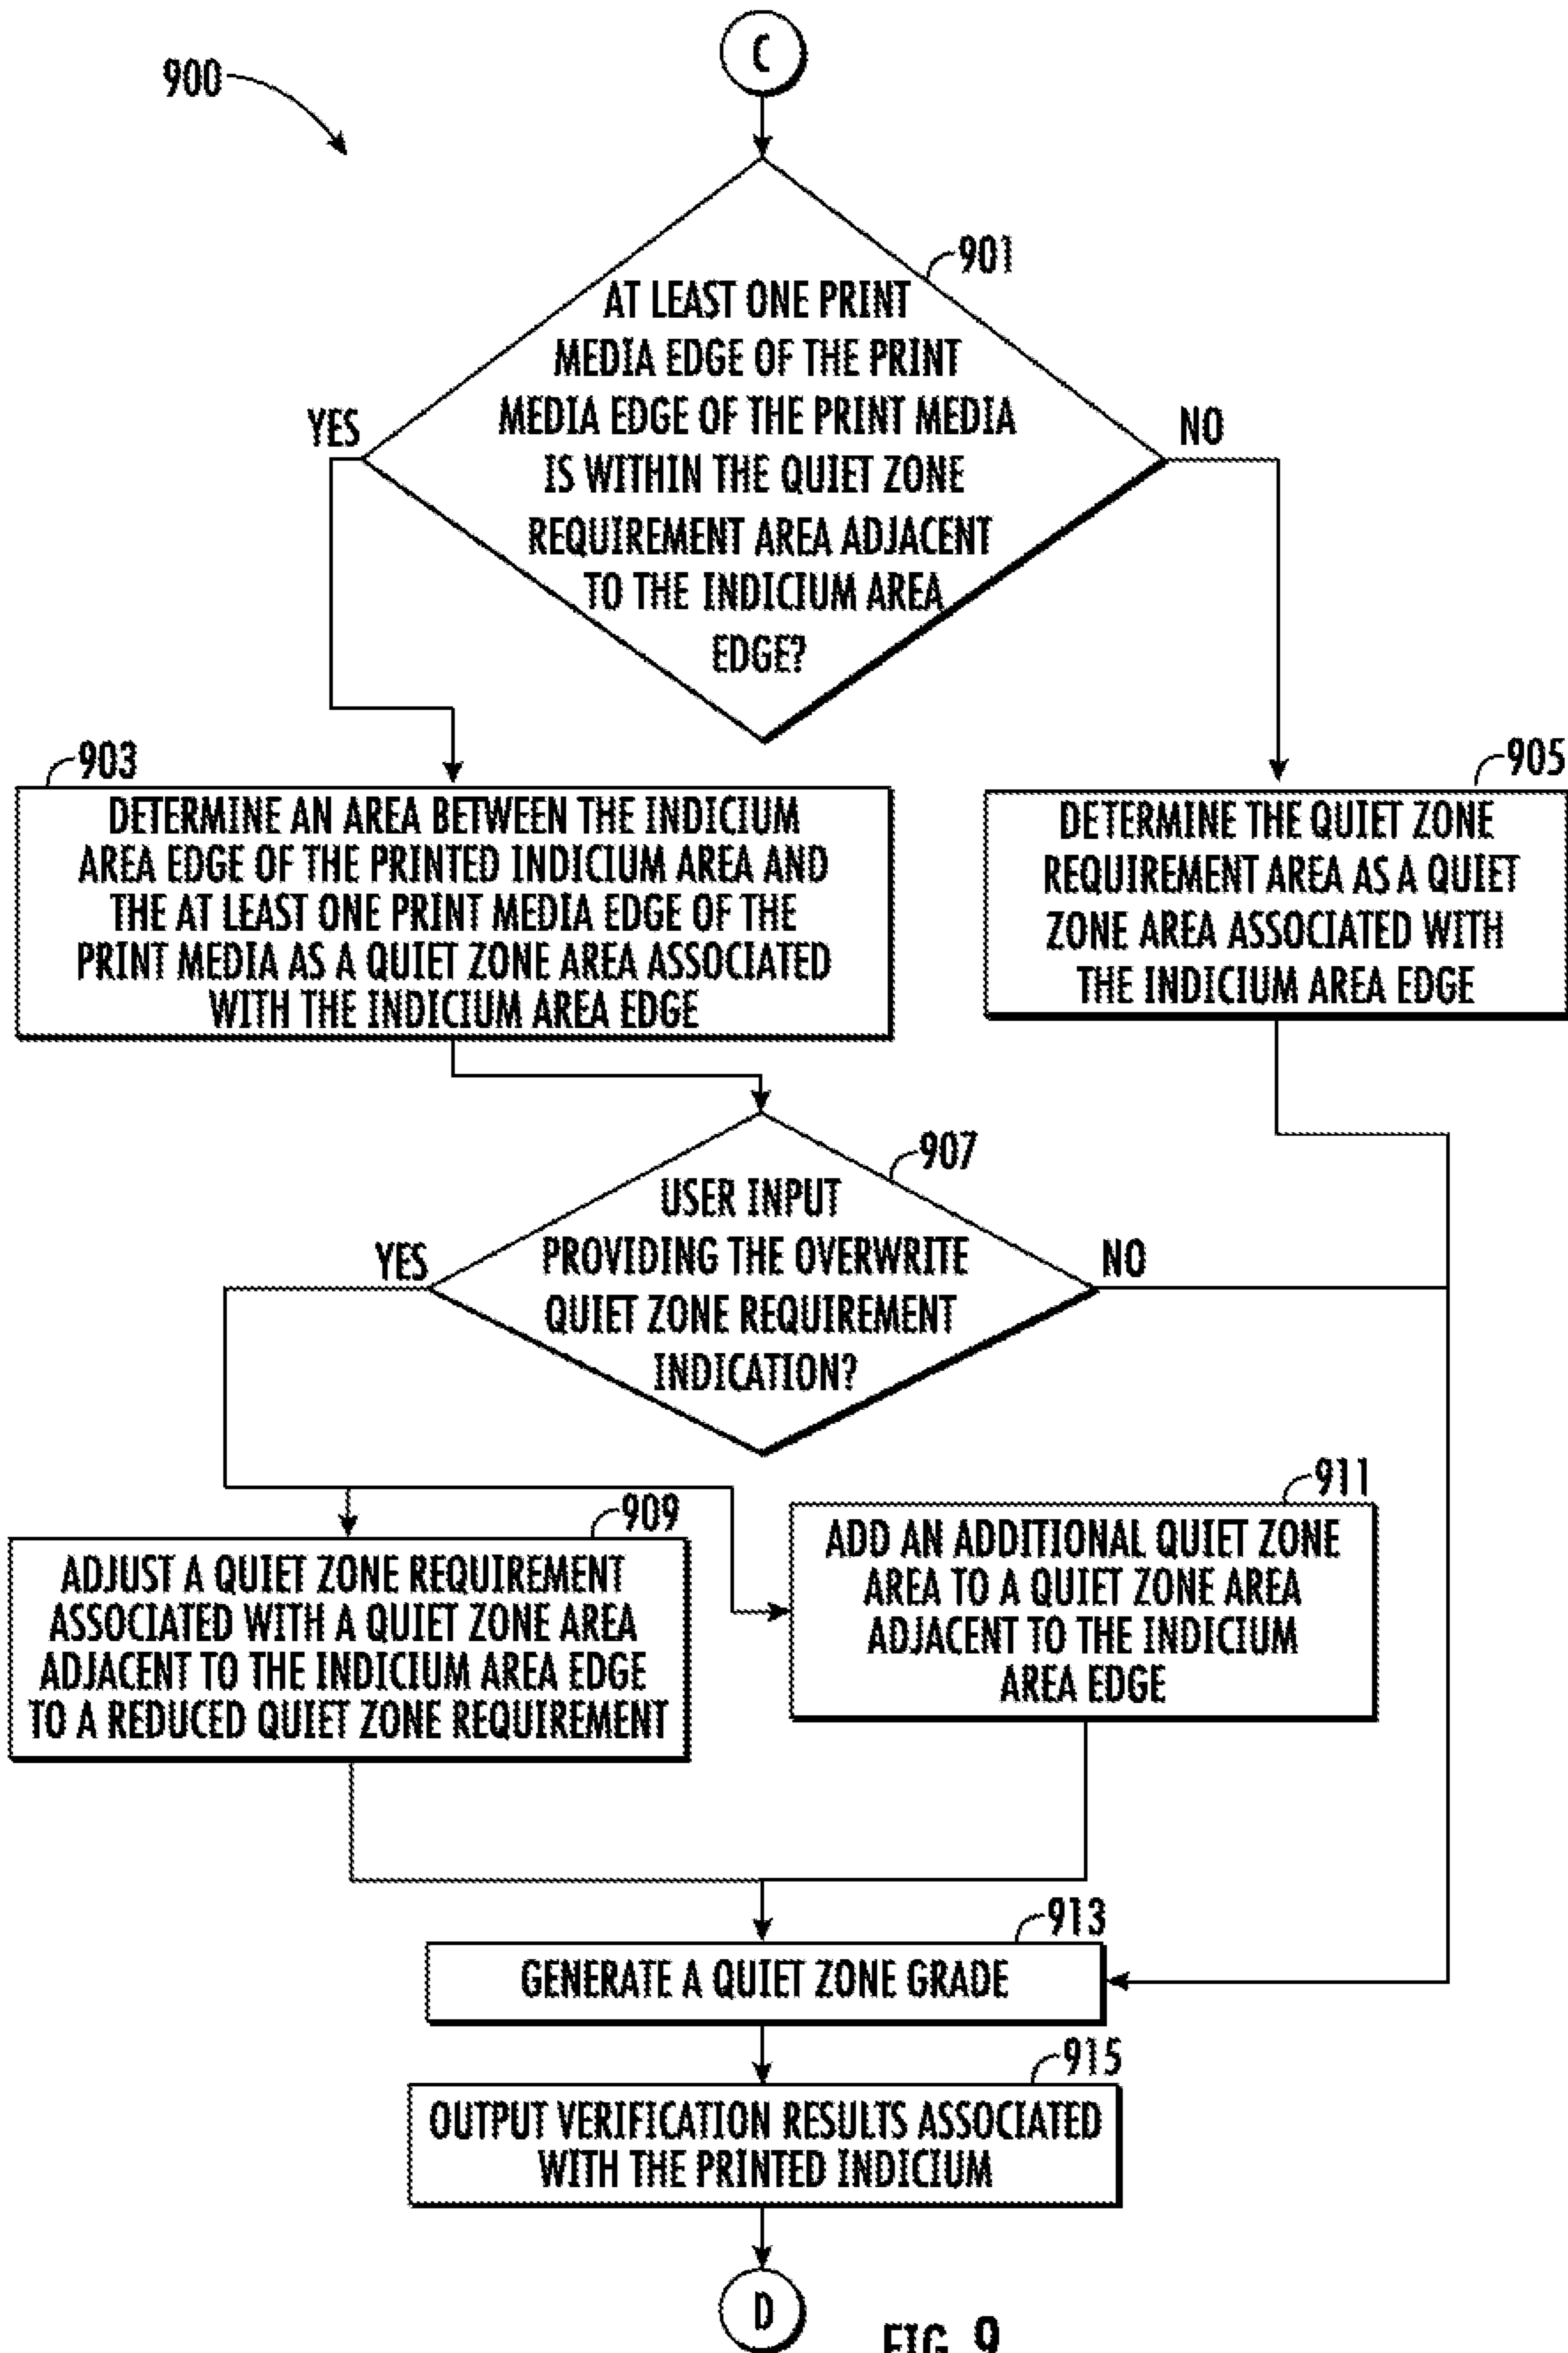 C
900
901
AT LEAST ONE PRINT
MEDIA EDGE OF THE PRINT
MEDIA EDGE OF THE PRINT MEDIA
IS WITHIN THE QUIET ZONE
REQUIREMENT AREA ADJACENT
TO THE INDICIUM AREA
EDGE?
YES
NO
903
DETERMINE AN AREA BETWEEN THE INDICIUM
AREA EDGE OF THE PRINTED INDICIUM AREA AND
THE AT LEAST ONE PRINT MEDIA EDGE OF THE
PRINT MEDIA AS A QUIET ZONE AREA ASSOCIATED
WITH THE INDICIUM AREA EDGE
905
DETERMINE THE QUIET ZONE
REQUIREMENT AREA AS A QUIET
ZONE AREA ASSOCIATED WITH
THE INDICIUM AREA EDGE
907
USER INPUT
PROVIDING THE OVERWRITE
QUIET ZONE REQUIREMENT
INDICATION?
YES
NO
909
ADJUST A QUIET ZONE REQUIREMENT
ASSOCIATED WITH A QUIET ZONE AREA
ADJACENT TO THE INDICIUM AREA EDGE
TO A REDUCED QUIET ZONE REQUIREMENT
911
ADD AN ADDITIONAL QUIET ZONE
AREA TO A QUIET ZONE AREA
ADJACENT TO THE INDICIUM
AREA EDGE
913
GENERATE A QUIET ZONE GRADE
915
OUTPUT VERIFICATION RESULTS ASSOCIATED
WITH THE PRINTED INDICIUM
D
FIG. 9